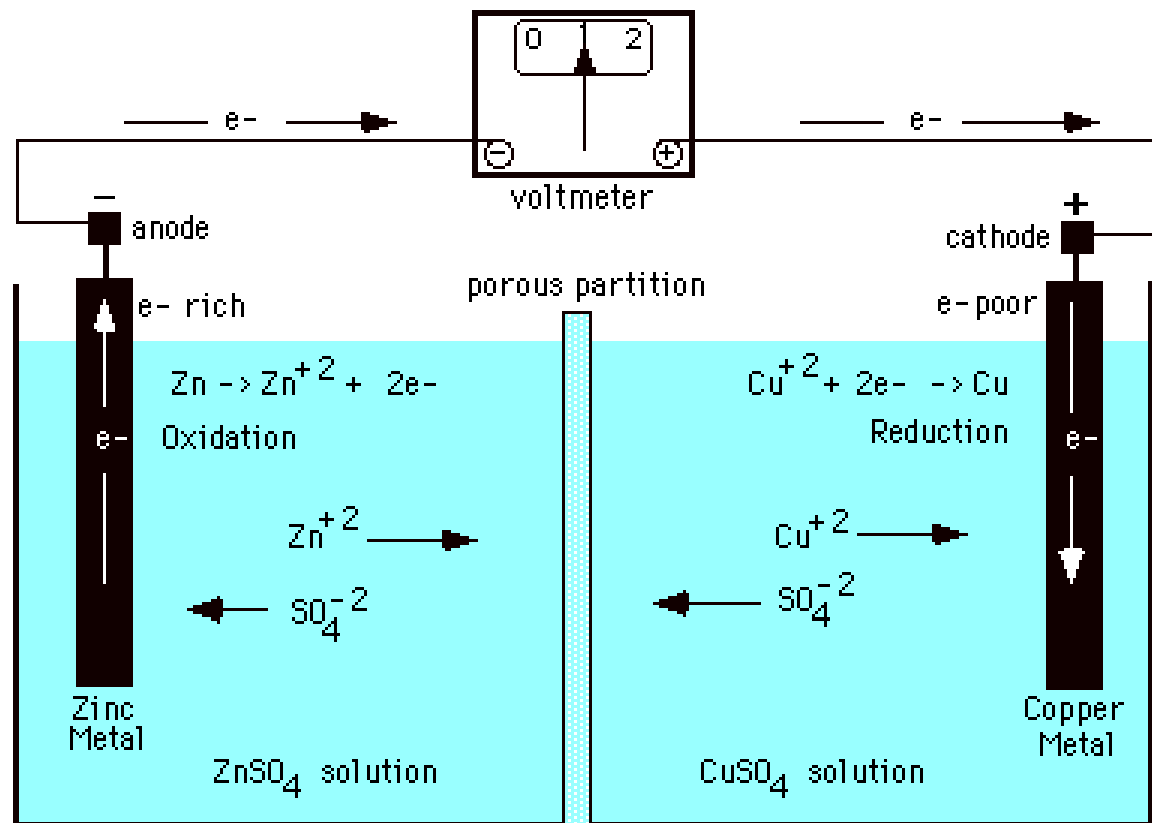 0 1 2
e- e-
− +
voltmeter
− +
anode cathode
porous partition
e- rich e-poor
Zn -> Zn+2 + 2e- Cu+2 + 2e- -> Cu
e- Oxidation Reduction e-
Zn+2 Cu+2
SO4-2 SO4-2
Zinc Copper
Metal Metal
ZnSO4 solution CuSO4 solution